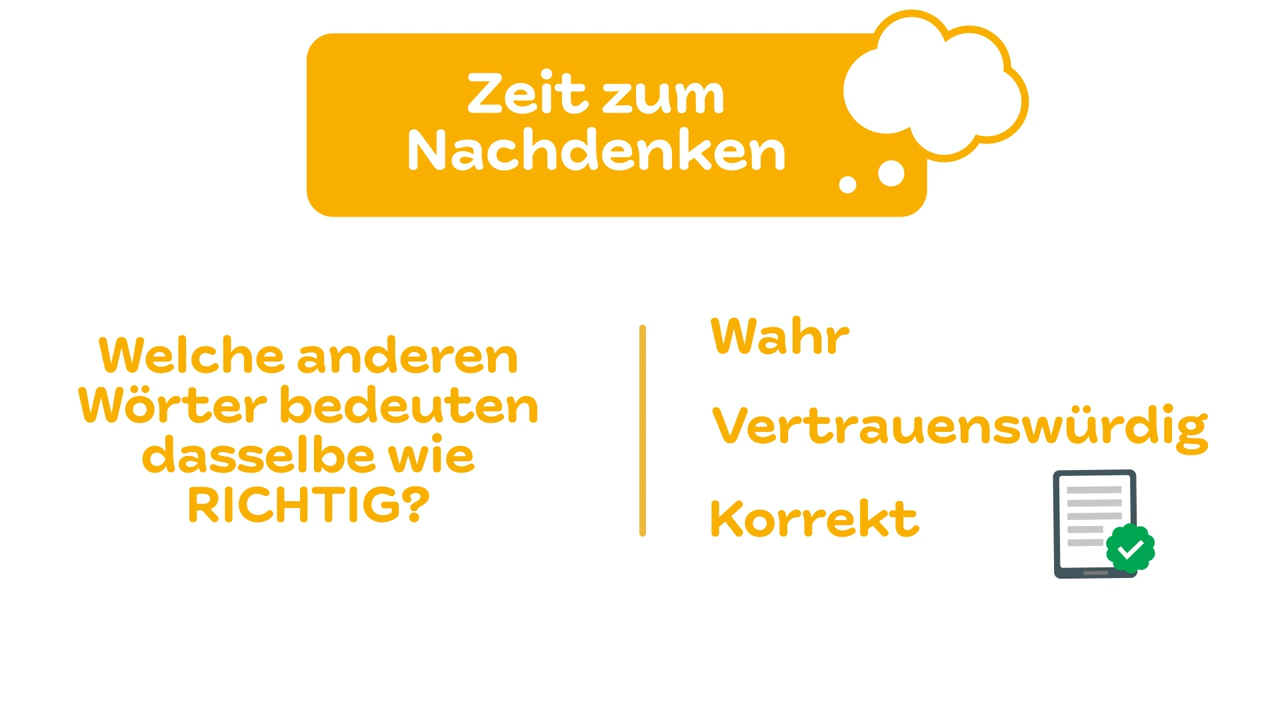 Zeit zum
Nachdenken
Welche anderen
Wörter bedeuten
dasselbe wie
RICHTIG?
Wahr
Vertrauenswürdig
Korrekt